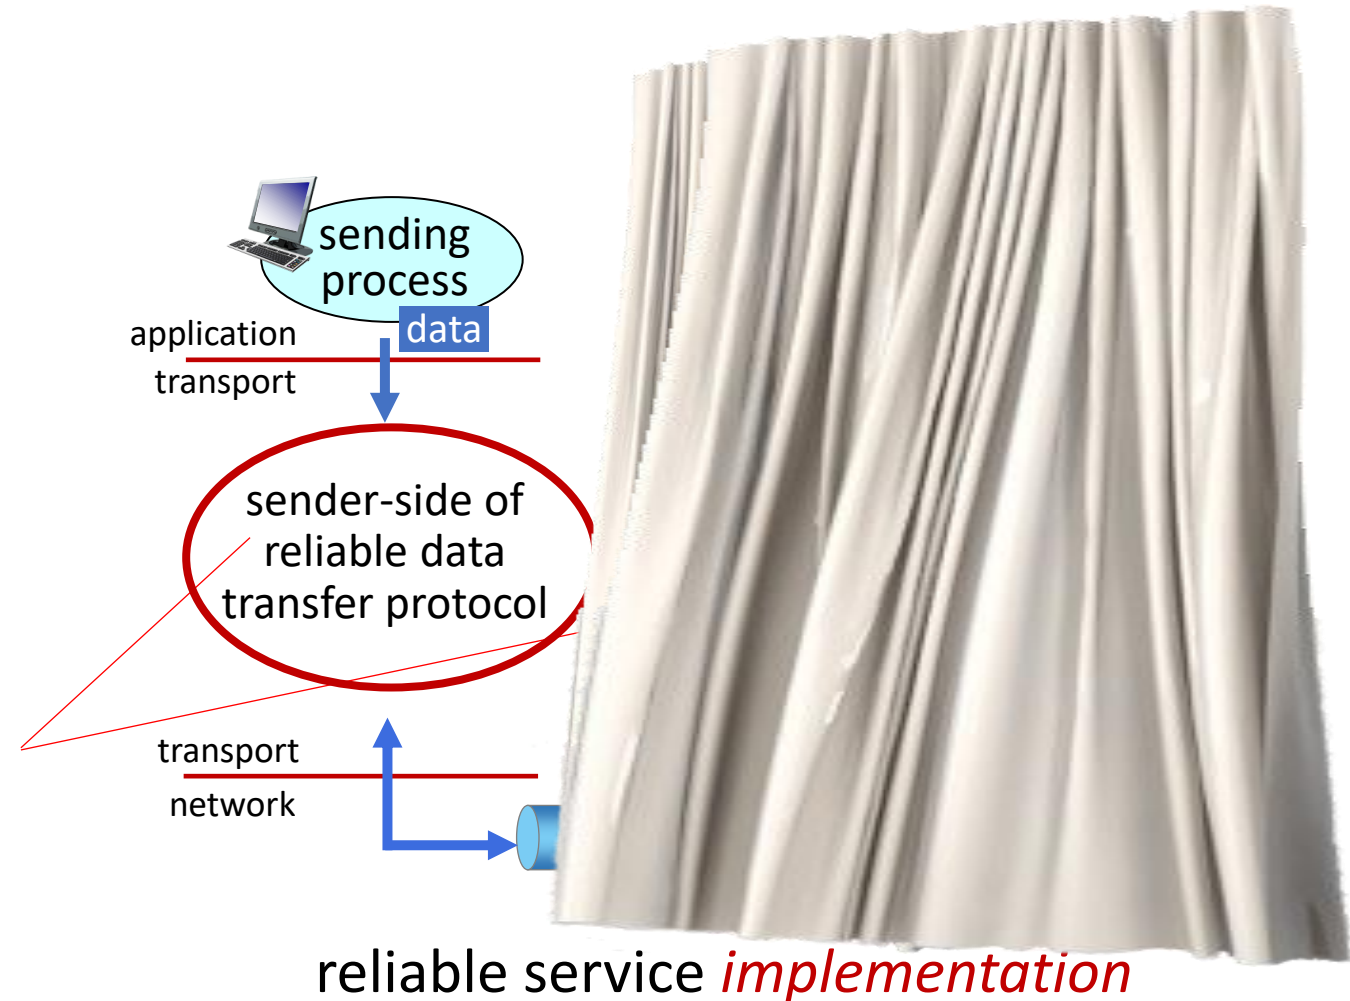 sending
process
data
application
transport
sender-side of
reliable data
transfer protocol
transport
network
reliable service implementation